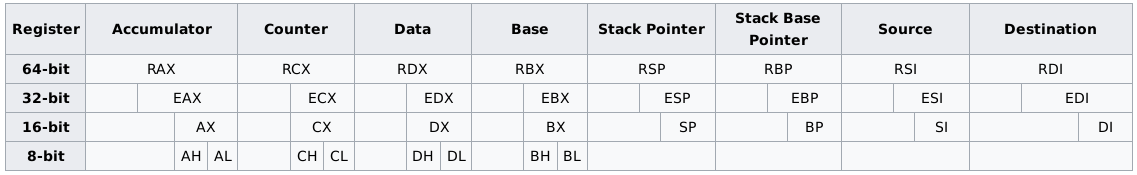 Register Accumulator Counter Data Base Stack Pointer Stack Base Pointer Source Destination
64-bit RAX RCX RDX RBX RSP RBP RSI RDI
32-bit EAX ECX EDX EBX ESP EBP ESI EDI
16-bit AX CX DX BX SP BP SI DI
8-bit AH AL CH CL DH DL BH BL